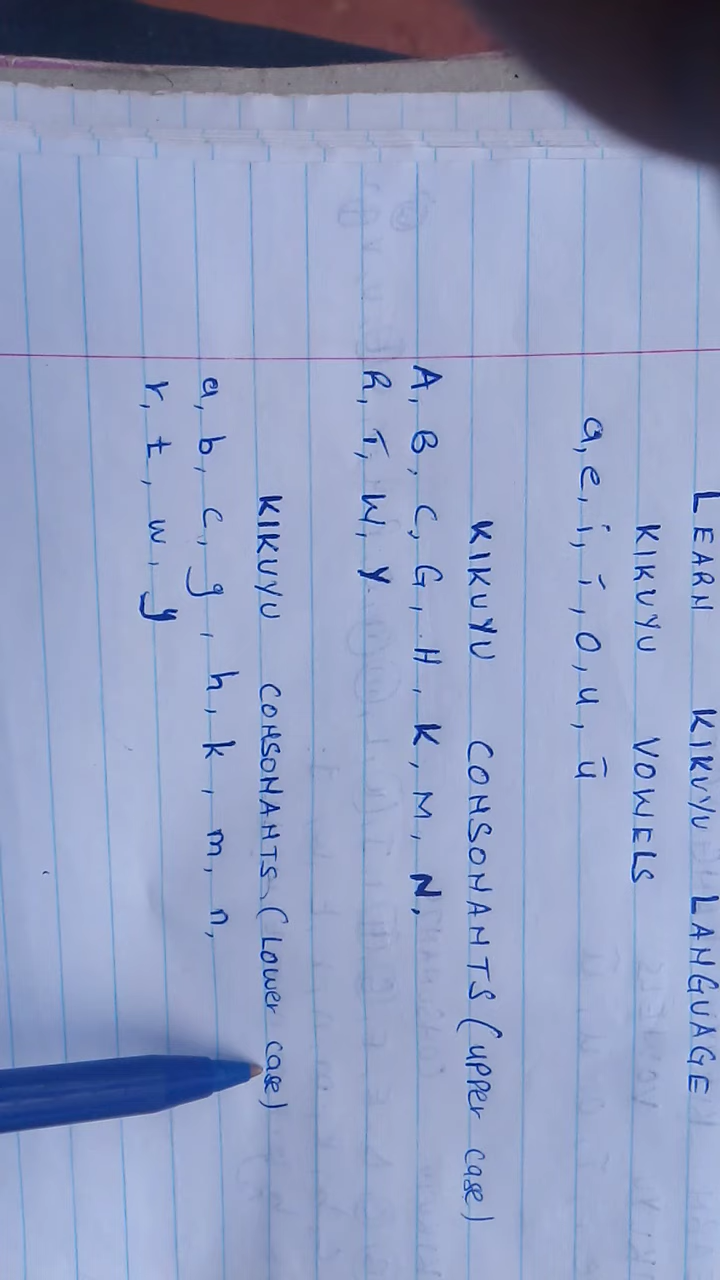 LEARN KIKUYU LANGUAGE
KIKUYU VOWELS
a, e, i, ī, o, u, ū
KIKUYU CONSONANTS (upper case)
A, B, C, G, H, K, M, N,
R, T, W, Y
KIKUYU CONSONANTS (Lower case)
a, b, c, g, h, k, m, n,
r, t, w, y